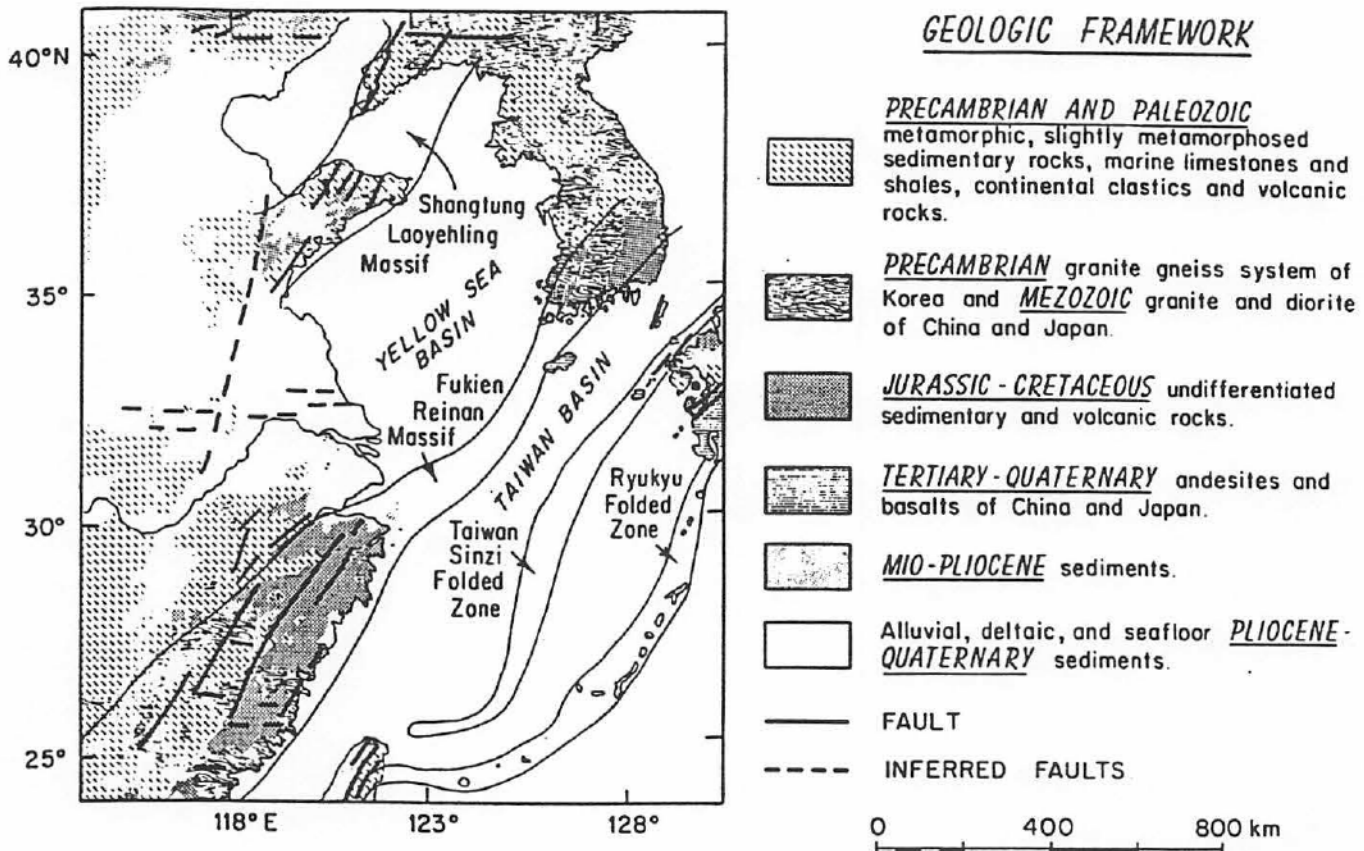 GEOLOGIC FRAMEWORK
40°N
35°
30°
25°
118°E
123°
128°
Shangtung
Laoyehling
Massif
YELLOW SEA
BASIN
Fukien
Reinan
Massif
TAIWAN BASIN
Taiwan
Sinzi
Folded
Zone
Ryukyu
Folded
Zone
PRECAMBRIAN AND PALEOZOIC
metamorphic, slightly metamorphosed
sedimentary rocks, marine limestones and
shales, continental clastics and volcanic
rocks.
PRECAMBRIAN granite gneiss system of
Korea and MEZOZOIC granite and diorite
of China and Japan.
JURASSIC - CRETACEOUS undifferentiated
sedimentary and volcanic rocks.
TERTIARY - QUATERNARY andesites and
basalts of China and Japan.
MIO-PLIOCENE sediments.
Alluvial, deltaic, and seafloor PLIOCENE-
QUATERNARY sediments.
FAULT
INFERRED FAULTS
0 400 800 km